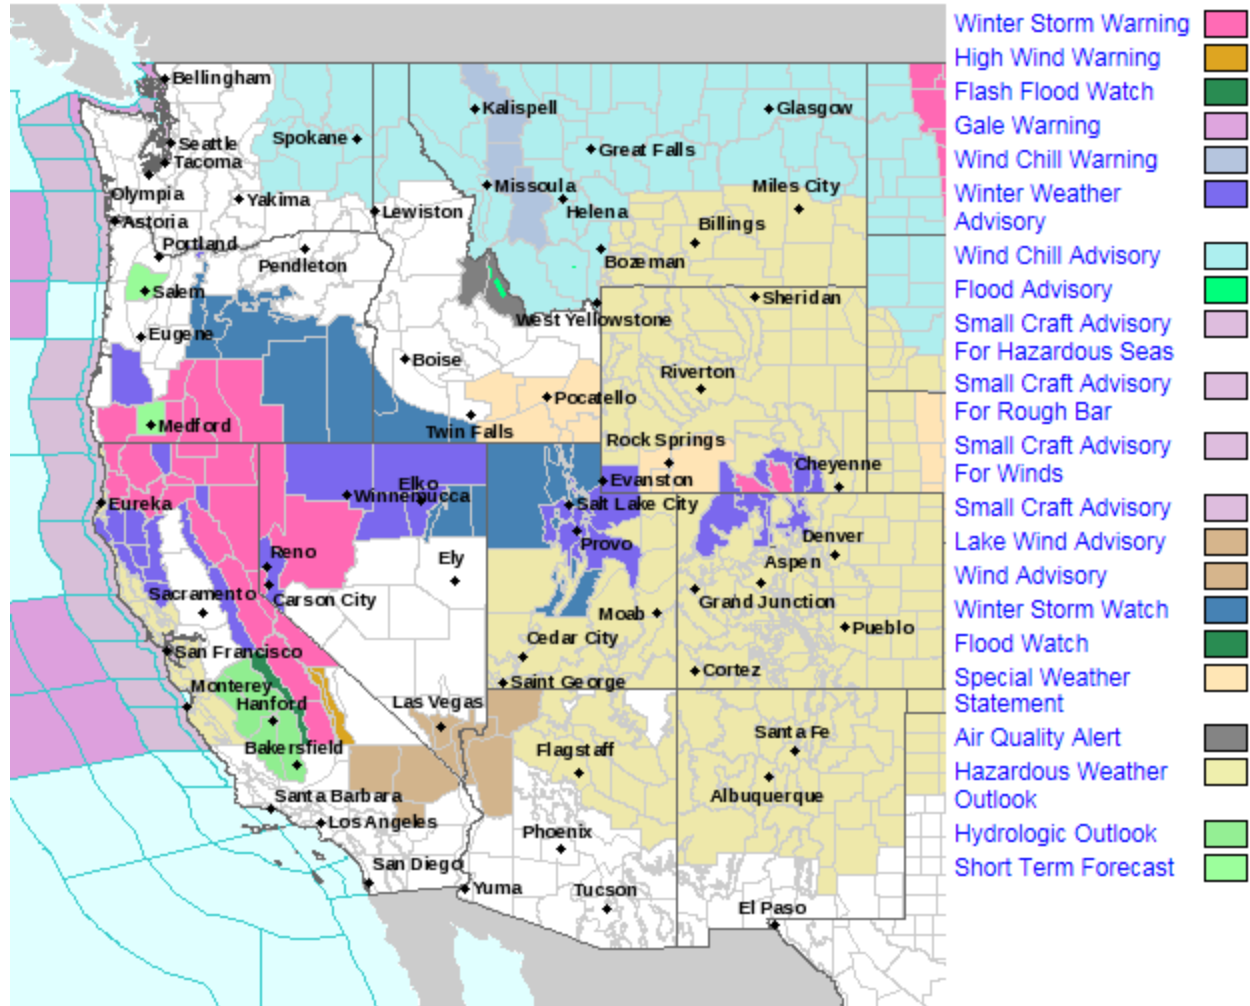 Bellingham
Seattle
Tacoma
Olympia
Astoria
Portland
Salem
Eugene
Medford
Yakima
Spokane
Pendleton
Lewiston
Kalispell
Missoula
Great Falls
Helena
Glasgow
Miles City
Billings
Bozeman
West Yellowstone
Sheridan
Boise
Pocatello
Twin Falls
Riverton
Rock Springs
Cheyenne
Evanston
Eureka
Elko
Winnemucca
Salt Lake City
Provo
Reno
Carson City
Ely
Sacramento
San Francisco
Monterey
Hanford
Bakersfield
Las Vegas
Moab
Cedar City
Saint George
Denver
Aspen
Grand Junction
Pueblo
Cortez
Santa Fe
Albuquerque
Flagstaff
Phoenix
Tucson
Yuma
El Paso
Santa Barbara
Los Angeles
San Diego
Winter Storm Warning
High Wind Warning
Flash Flood Watch
Gale Warning
Wind Chill Warning
Winter Weather
Advisory
Wind Chill Advisory
Flood Advisory
Small Craft Advisory
For Hazardous Seas
Small Craft Advisory
For Rough Bar
Small Craft Advisory
For Winds
Small Craft Advisory
Lake Wind Advisory
Wind Advisory
Winter Storm Watch
Flood Watch
Special Weather
Statement
Air Quality Alert
Hazardous Weather
Outlook
Hydrologic Outlook
Short Term Forecast